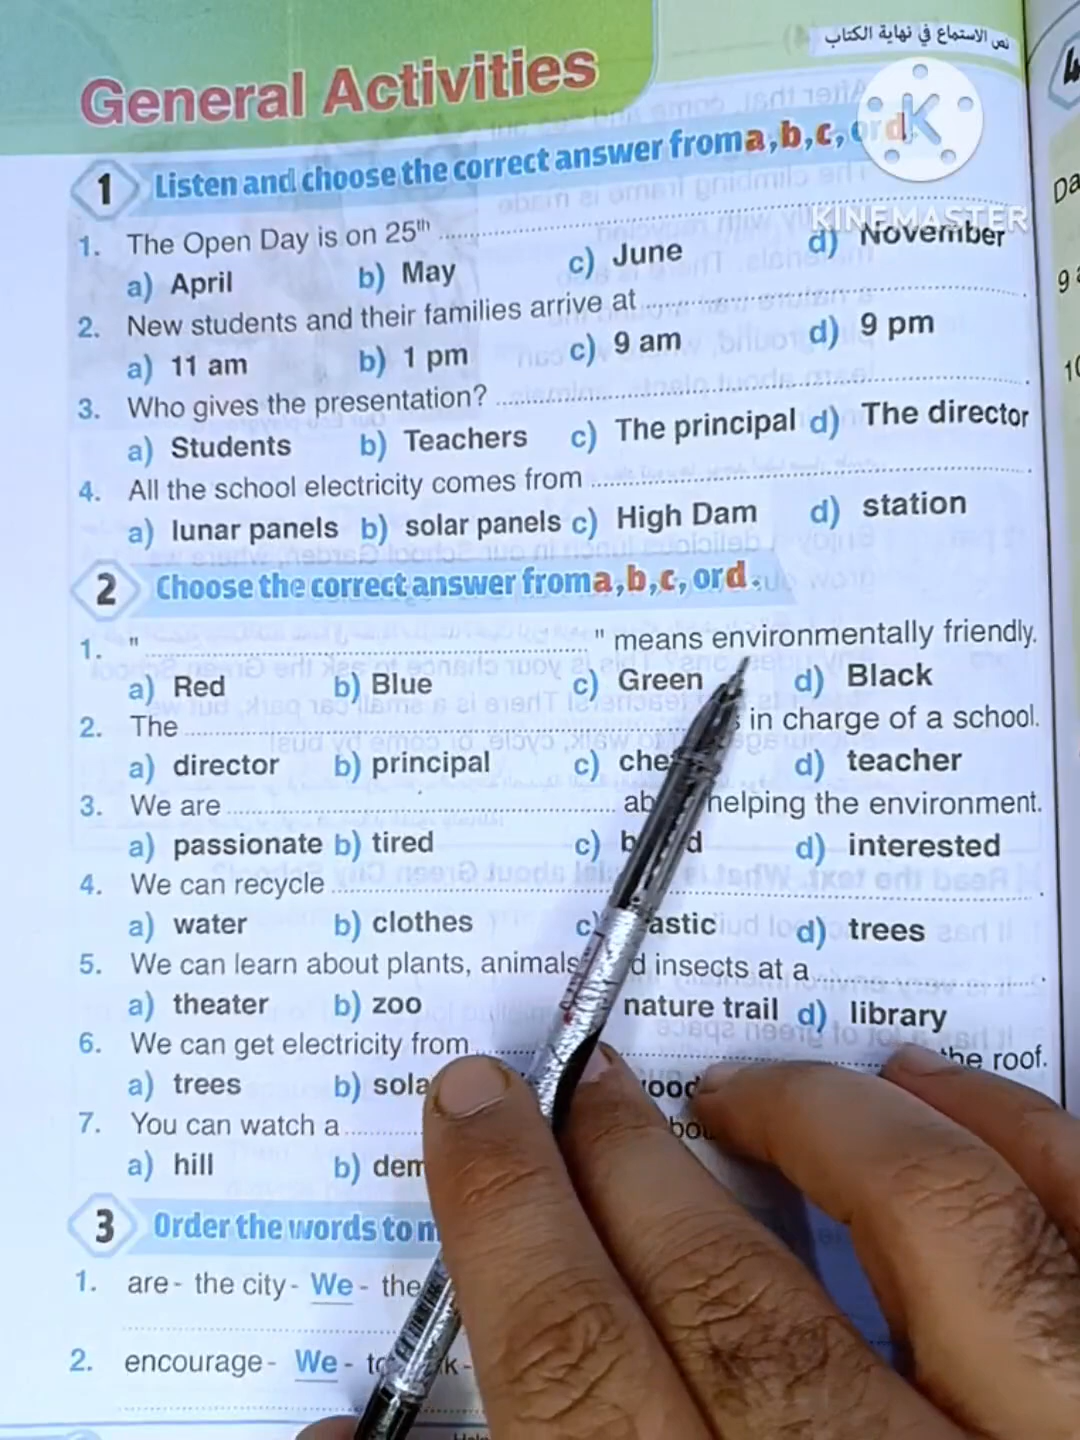 نص الاستماع في نهاية الكتاب
General Activities
K
KINEMASTER
1 Listen and choose the correct answer from a, b, c, or d.
1. The Open Day is on 25th
a) April b) May c) June d) November
2. New students and their families arrive at
a) 11 am b) 1 pm c) 9 am d) 9 pm
3. Who gives the presentation?
a) Students b) Teachers c) The principal d) The director
4. All the school electricity comes from
a) lunar panels b) solar panels c) High Dam d) station
2 Choose the correct answer from a, b, c, or d.
1. " " means environmentally friendly.
a) Red b) Blue c) Green d) Black
2. The in charge of a school.
a) director b) principal c) d) teacher
3. We are helping the environment.
a) passionate b) tired c) d) interested
4. We can recycle
a) water b) clothes c) d) trees
5. We can learn about plants, animals insects at a
a) theater b) zoo nature trail d) library
6. We can get electricity from the roof.
a) trees b)
7. You can watch a
a) hill b)
3 Order the words to
1. are - the city - We - the
2. encourage - We -